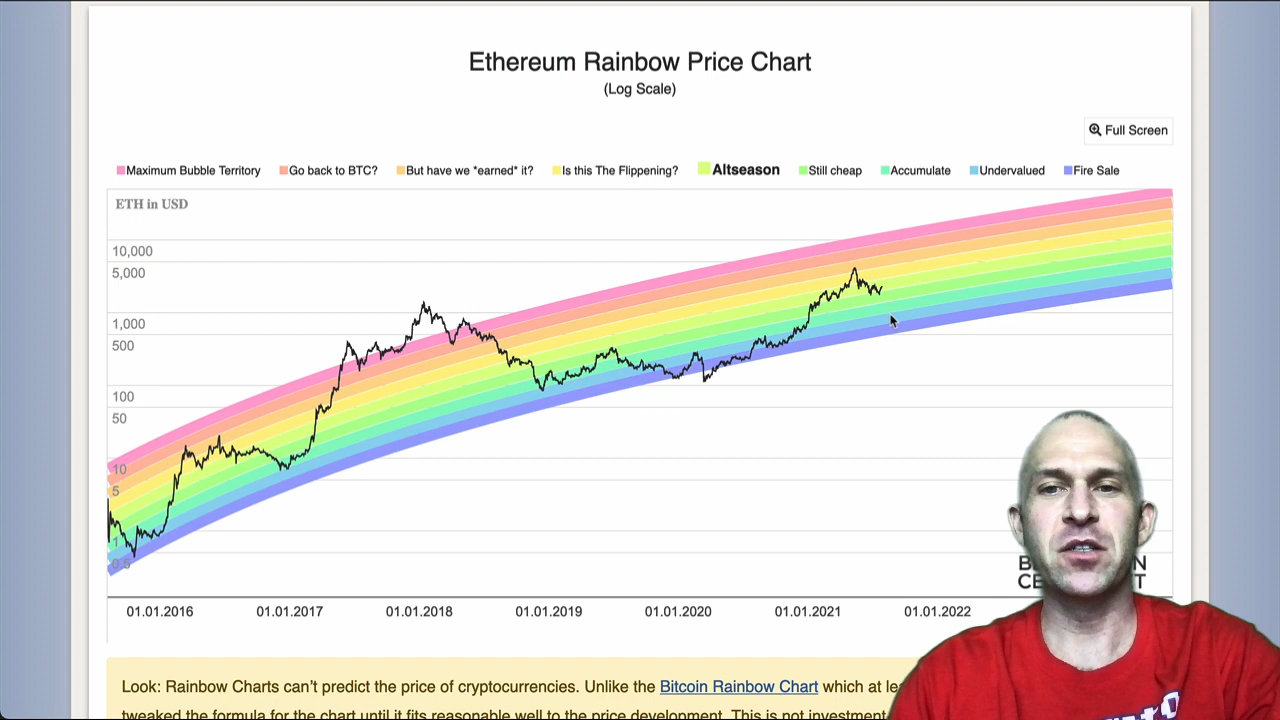 Ethereum Rainbow Price Chart
(Log Scale)
Full Screen
Maximum Bubble Territory Go back to BTC? But have we *earned* it? Is this The Flippening? Altseason Still cheap Accumulate Undervalued Fire Sale
ETH in USD
10,000
5,000
1,000
500
100
50
10
5
1
0.5
01.01.2016 01.01.2017 01.01.2018 01.01.2019 01.01.2020 01.01.2021 01.01.2022
Look: Rainbow Charts can't predict the price of cryptocurrencies. Unlike the Bitcoin Rainbow Chart which at
tweaked the formula for the chart until it fits reasonable well to the price development. This is not investment